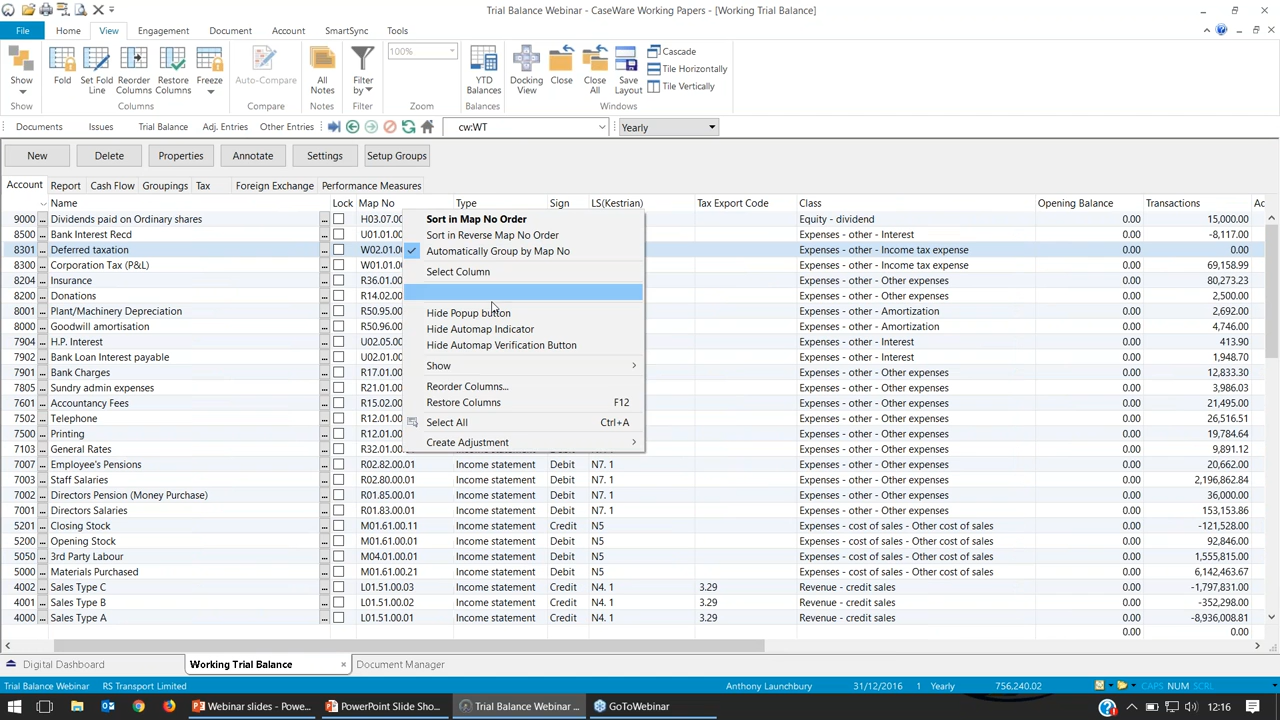 Trial Balance Webinar - CaseWare Working Papers - [Working Trial Balance]
File Home View Engagement Document Account SmartSync Tools
Show Fold Set Fold Line Reorder Columns Restore Columns Freeze Auto-Compare All Notes Filter by 100% YTD Balances Docking View Close Close All Save Layout Cascade
Tile Horizontally
Tile Vertically
Show Columns Compare Notes Filter Zoom Balances Windows
Documents Issues Trial Balance Adj. Entries Other Entries cw:WT Yearly
New Delete Properties Annotate Settings Setup Groups
Account Report Cash Flow Groupings Tax Foreign Exchange Performance Measures
Name Lock Map No Type Sign LS(Kestrian) Tax Export Code Class Opening Balance Transactions
9000 ... Dividends paid on Ordinary shares ... H03.07.00 Equity - dividend 0.00 15,000.00
8500 ... Bank Interest Recd ... U01.01.00 Expenses - other - Interest 0.00 -8,117.00
8301 ... Deferred taxation ... W02.01.00 Expenses - other - Income tax expense 0.00 0.00
8300 ... Corporation Tax (P&L) ... W01.01.00 Expenses - other - Income tax expense 0.00 69,158.99
8204 ... Insurance ... R36.01.00 Expenses - other - Other expenses 0.00 80,273.23
8200 ... Donations ... R14.02.00 Expenses - other - Other expenses 0.00 2,500.00
8001 ... Plant/Machinery Depreciation ... R50.95.00 Expenses - other - Amortization 0.00 2,692.00
8000 ... Goodwill amortisation ... R50.96.00 Expenses - other - Amortization 0.00 4,746.00
7904 ... H.P. Interest ... U02.05.00 Expenses - other - Interest 0.00 413.90
7902 ... Bank Loan Interest payable ... U02.01.00 Expenses - other - Interest 0.00 1,948.70
7901 ... Bank Charges ... R17.01.00 Expenses - other - Other expenses 0.00 12,833.30
7805 ... Sundry admin expenses ... R21.01.00 Expenses - other - Other expenses 0.00 3,986.03
7601 ... Accountancy Fees ... R15.02.00 Expenses - other - Other expenses 0.00 21,495.00
7502 ... Telephone ... R12.01.00 Expenses - other - Other expenses 0.00 26,516.51
7500 ... Printing ... R12.01.00 Expenses - other - Other expenses 0.00 19,784.64
7103 ... General Rates ... R32.01.00 Expenses - other - Other expenses 0.00 9,891.12
7007 ... Employee's Pensions ... R02.82.00.01 Income statement Debit N7. 1 Expenses - other - Other expenses 0.00 20,662.00
7003 ... Staff Salaries ... R02.80.00.01 Income statement Debit N7. 1 Expenses - other - Other expenses 0.00 2,196,862.84
7002 ... Directors Pension (Money Purchase) ... R01.85.00.01 Income statement Debit N7. 1 Expenses - other - Other expenses 0.00 36,000.00
7001 ... Directors Salaries ... R01.83.00.01 Income statement Debit N7. 1 Expenses - other - Other expenses 0.00 153,153.86
5201 ... Closing Stock ... M01.61.00.11 Income statement Credit N5 Expenses - cost of sales - Other cost of sales 0.00 -121,528.00
5200 ... Opening Stock ... M01.61.00.01 Income statement Debit N5 Expenses - cost of sales - Other cost of sales 0.00 92,846.00
5050 ... 3rd Party Labour ... M04.01.00.01 Income statement Debit N5 Expenses - cost of sales - Other cost of sales 0.00 1,555,815.00
5000 ... Materials Purchased ... M01.61.00.21 Income statement Debit N5 Expenses - cost of sales - Other cost of sales 0.00 6,142,463.67
4002 ... Sales Type C ... L01.51.00.03 Income statement Credit N4. 1 3.29 Revenue - credit sales 0.00 -1,797,831.00
4001 ... Sales Type B ... L01.51.00.02 Income statement Credit N4. 1 3.29 Revenue - credit sales 0.00 -352,298.00
4000 ... Sales Type A ... L01.51.00.01 Income statement Credit N4. 1 3.29 Revenue - credit sales 0.00 -8,936,008.81
0.00 0.00
Sort in Map No Order
Sort in Reverse Map No Order
Automatically Group by Map No
Select Column
Hide Popup button
Hide Automap Indicator
Hide Automap Verification Button
Show
Reorder Columns...
Restore Columns F12
Select All Ctrl+A
Create Adjustment
Digital Dashboard Working Trial Balance × Document Manager
Trial Balance Webinar RS Transport Limited Anthony Launchbury 31/12/2016 1 Yearly 756,240.02 CAPS NUM SCRL
Webinar slides - Powe... PowerPoint Slide Sho... Trial Balance Webinar ... GoToWebinar 12:16